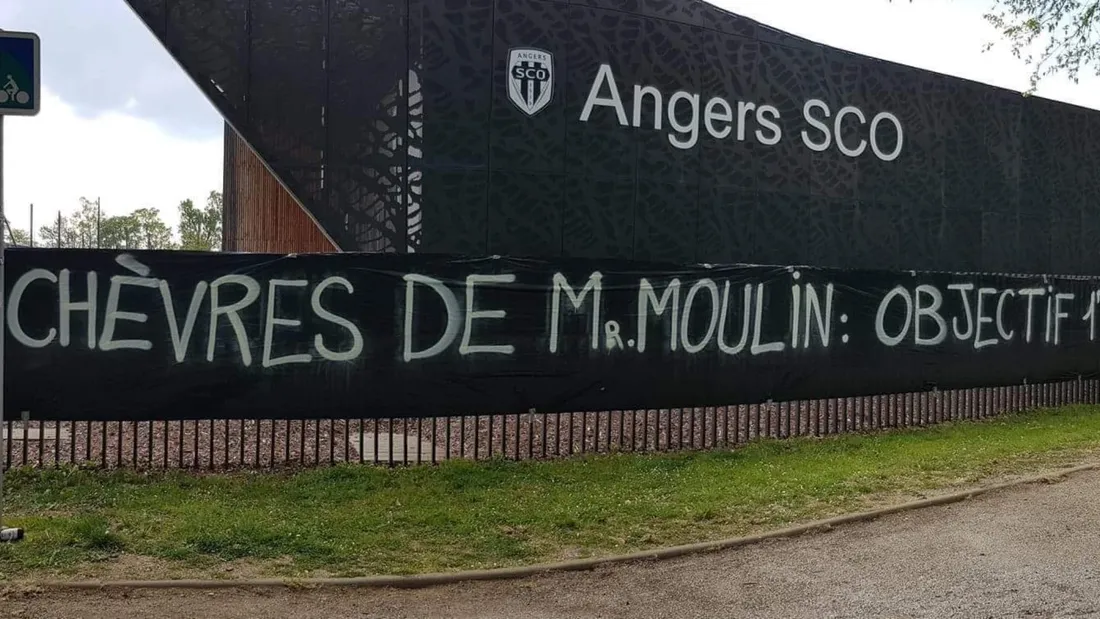 ANGERS
SCO
Angers SCO
CHÈVRES DE MR. MOULIN : OBJECTIF